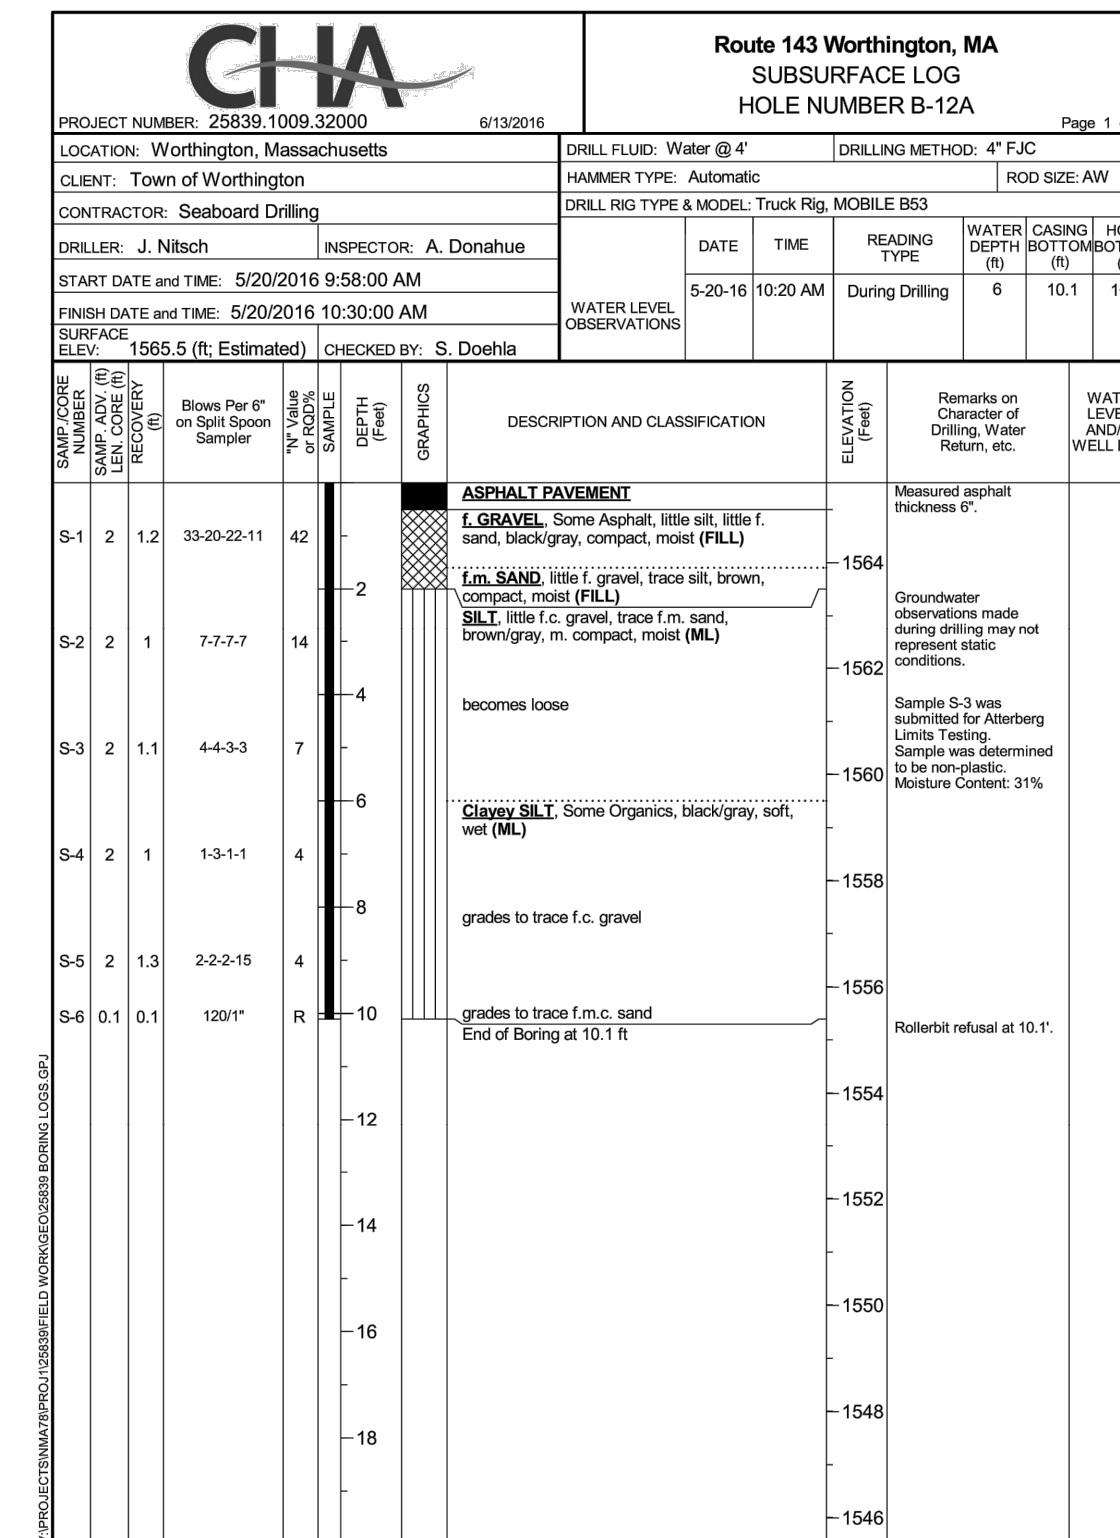 CHA
PROJECT NUMBER: 25839.1009.32000 6/13/2016
Route 143 Worthington, MA
SUBSURFACE LOG
HOLE NUMBER B-12A
Page 1
LOCATION: Worthington, Massachusetts
CLIENT: Town of Worthington
CONTRACTOR: Seaboard Drilling
DRILLER: J. Nitsch INSPECTOR: A. Donahue
START DATE and TIME: 5/20/2016 9:58:00 AM
FINISH DATE and TIME: 5/20/2016 10:30:00 AM
SURFACE
ELEV: 1565.5 (ft; Estimated) CHECKED BY: S. Doehla
DRILL FLUID: Water @ 4' DRILLING METHOD: 4" FJC
HAMMER TYPE: Automatic ROD SIZE: AW
DRILL RIG TYPE & MODEL: Truck Rig, MOBILE B53
WATER LEVEL
OBSERVATIONS
DATE TIME READING
TYPE
WATER
DEPTH
(ft)
CASING
BOTTOM
(ft)
5-20-16 10:20 AM During Drilling 6 10.1
SAMP./CORE
NUMBER
SAMP. ADV. (ft)
LEN. CORE (ft)
RECOVERY
(ft)
Blows Per 6"
on Split Spoon
Sampler
"N" Value
or RQD%
SAMPLE
DEPTH
(Feet)
GRAPHICS
DESCRIPTION AND CLASSIFICATION
ELEVATION
(Feet)
Remarks on
Character of
Drilling, Water
Return, etc.
S-1 2 1.2 33-20-22-11 42
S-2 2 1 7-7-7-7 14
S-3 2 1.1 4-4-3-3 7
S-4 2 1 1-3-1-1 4
S-5 2 1.3 2-2-2-15 4
S-6 0.1 0.1 120/1" R
2
4
6
8
10
12
14
16
18
ASPHALT PAVEMENT
f. GRAVEL, Some Asphalt, little silt, little f.
sand, black/gray, compact, moist (FILL)
f.m. SAND, little f. gravel, trace silt, brown,
compact, moist (FILL)
SILT, little f.c. gravel, trace f.m. sand,
brown/gray, m. compact, moist (ML)
becomes loose
Clayey SILT, Some Organics, black/gray, soft,
wet (ML)
grades to trace f.c. gravel
grades to trace f.m.c. sand
End of Boring at 10.1 ft
1564
1562
1560
1558
1556
1554
1552
1550
1548
1546
Measured asphalt
thickness 6".
Groundwater
observations made
during drilling may not
represent static
conditions.
Sample S-3 was
submitted for Atterberg
Limits Testing.
Sample was determined
to be non-plastic.
Moisture Content: 31%
Rollerbit refusal at 10.1'.
:\PROJECTS\NMA78\PROJ1\25839\FIELD WORK\GEO\25839 BORING LOGS.GPJ